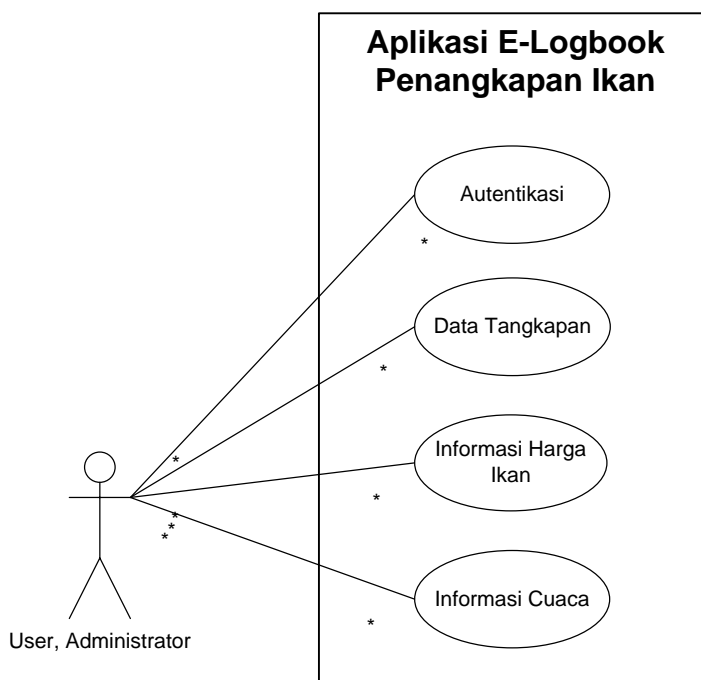 Aplikasi E-Logbook
Penangkapan Ikan
Autentikasi
*
Data Tangkapan
*
*
Informasi Harga
Ikan
*
*
*
*
Informasi Cuaca
*
User, Administrator